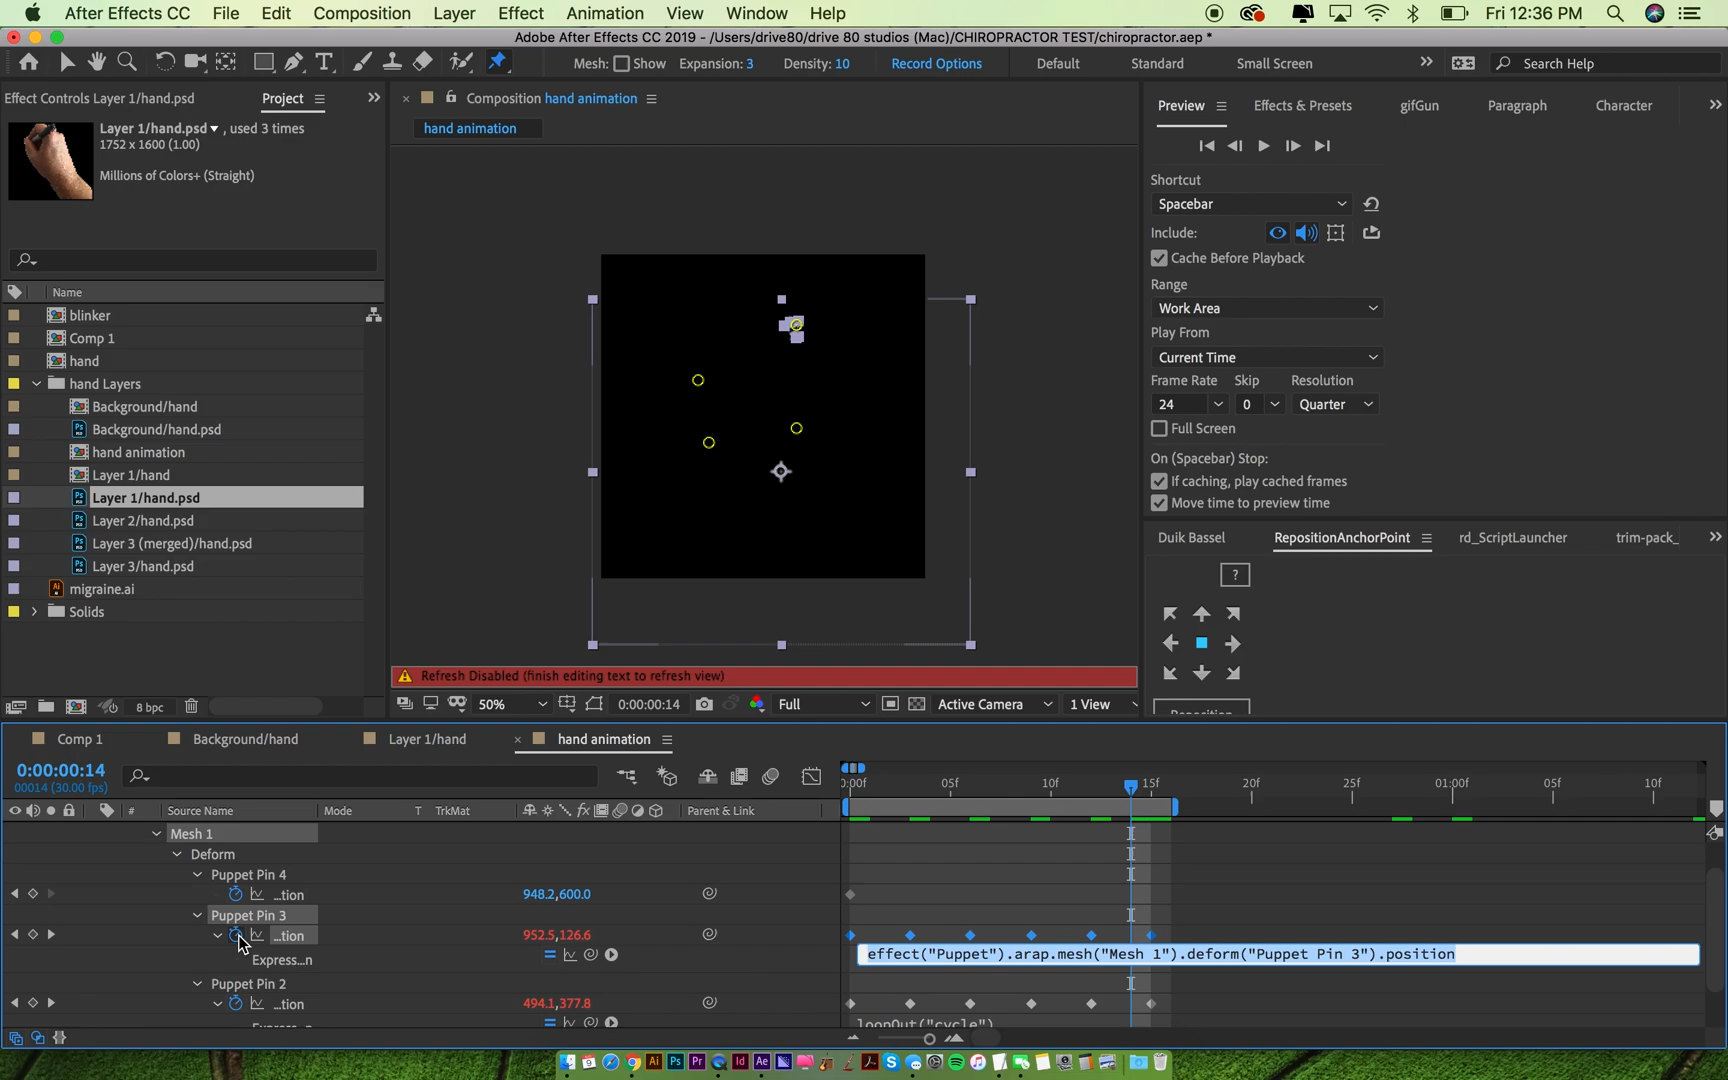 After Effects CC File Edit Composition Layer Effect Animation View Window Help Fri 12:36 PM
Adobe After Effects CC 2019 - /Users/drive80/drive 80 studios (Mac)/CHIROPRACTOR TEST/chiropractor.aep *
Mesh: Show Expansion: 3 Density: 10 Record Options Default Standard Small Screen Search Help
Effect Controls Layer 1/hand.psd Project
Composition hand animation
Preview Effects & Presets gifGun Paragraph Character
Layer 1/hand.psd , used 3 times
1752 x 1600 (1.00)
Millions of Colors+ (Straight)
hand animation
Shortcut
Spacebar
Include:
Cache Before Playback
Range
Work Area
Play From
Current Time
Frame Rate Skip Resolution
24 0 Quarter
Full Screen
On (Spacebar) Stop:
If caching, play cached frames
Move time to preview time
Name
blinker
Comp 1
hand
hand Layers
Background/hand
Background/hand.psd
hand animation
Layer 1/hand
Layer 1/hand.psd
Layer 2/hand.psd
Layer 3 (merged)/hand.psd
Layer 3/hand.psd
migraine.ai
Solids
Duik Bassel RepositionAnchorPoint rd_ScriptLauncher trim-pack_
?
Refresh Disabled (finish editing text to refresh view)
8 bpc
50% 0:00:00:14 Full Active Camera 1 View
Comp 1 Background/hand Layer 1/hand hand animation
0:00:00:14
00014 (30.00 fps)
0:00f 05f 10f 15f 20f 25f 01:00f 05f 10f
# Source Name Mode T TrkMat Parent & Link
Mesh 1
Deform
Puppet Pin 4
...tion 948.2,600.0
Puppet Pin 3
...tion 952.5,126.6
Express...n
effect("Puppet").arap.mesh("Mesh 1").deform("Puppet Pin 3").position
Puppet Pin 2
...tion 494.1,377.8
loopOut("cycle")